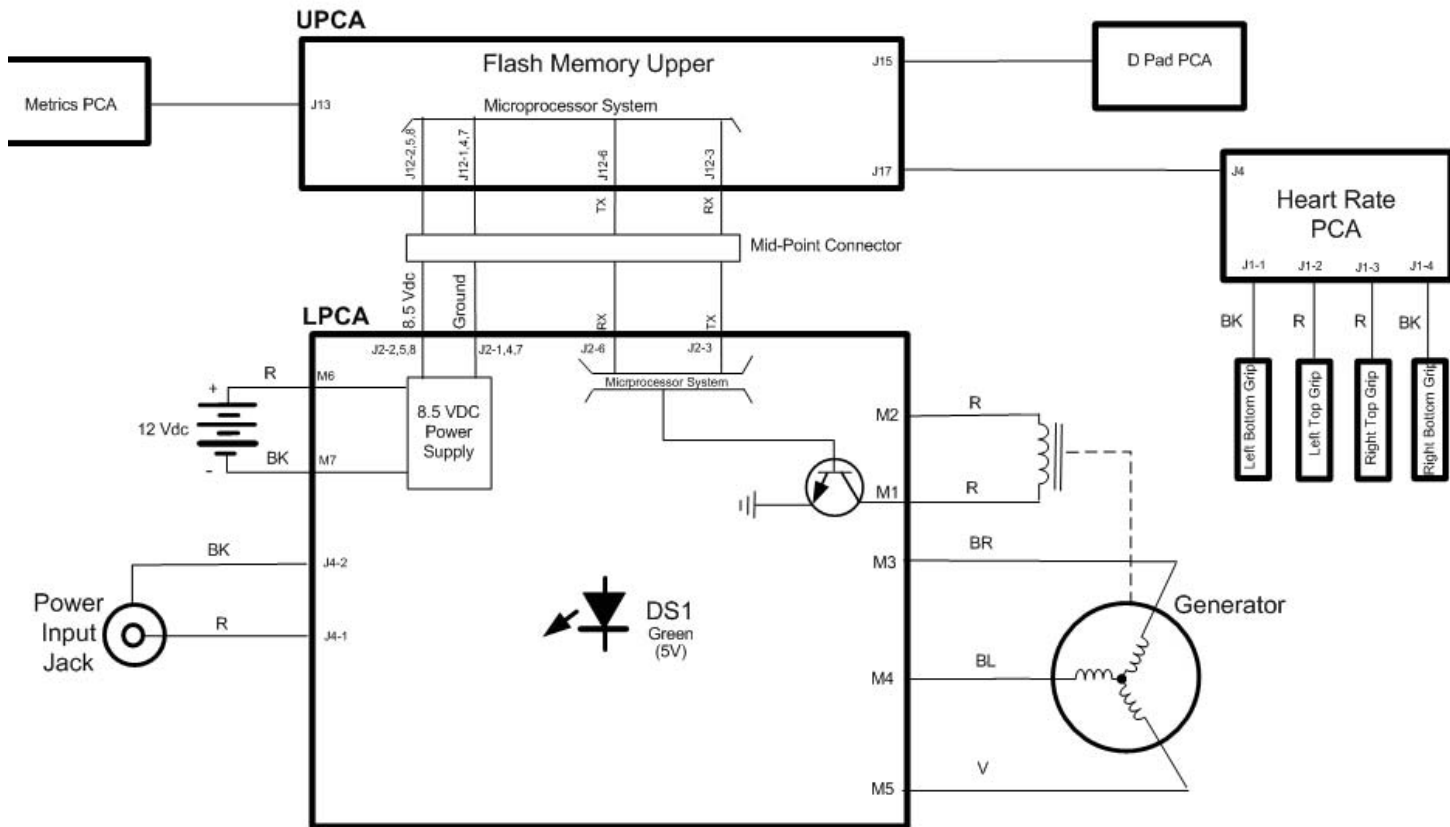 UPCA
Flash Memory Upper
Microprocessor System
J13
J15
J17
J12-2,5,8
J12-1,4,7
J12-6
J12-3
Metrics PCA
D Pad PCA
J4
Heart Rate
PCA
J1-1
J1-2
J1-3
J1-4
BK
R
R
BK
Left Bottom Grip
Left Top Grip
Right Top Grip
Right Bottom Grip
TX
RX
Mid-Point Connector
8.5 Vdc
Ground
RX
TX
LPCA
J2-2,5,8
J2-1,4,7
J2-6
J2-3
Micrprocessor System
8.5 VDC
Power
Supply
R
M6
+
12 Vdc
-
BK
M7
BK
J4-2
Power
Input
Jack
R
J4-1
DS1
Green
(5V)
M2
R
M1
R
M3
BR
Generator
M4
BL
M5
V